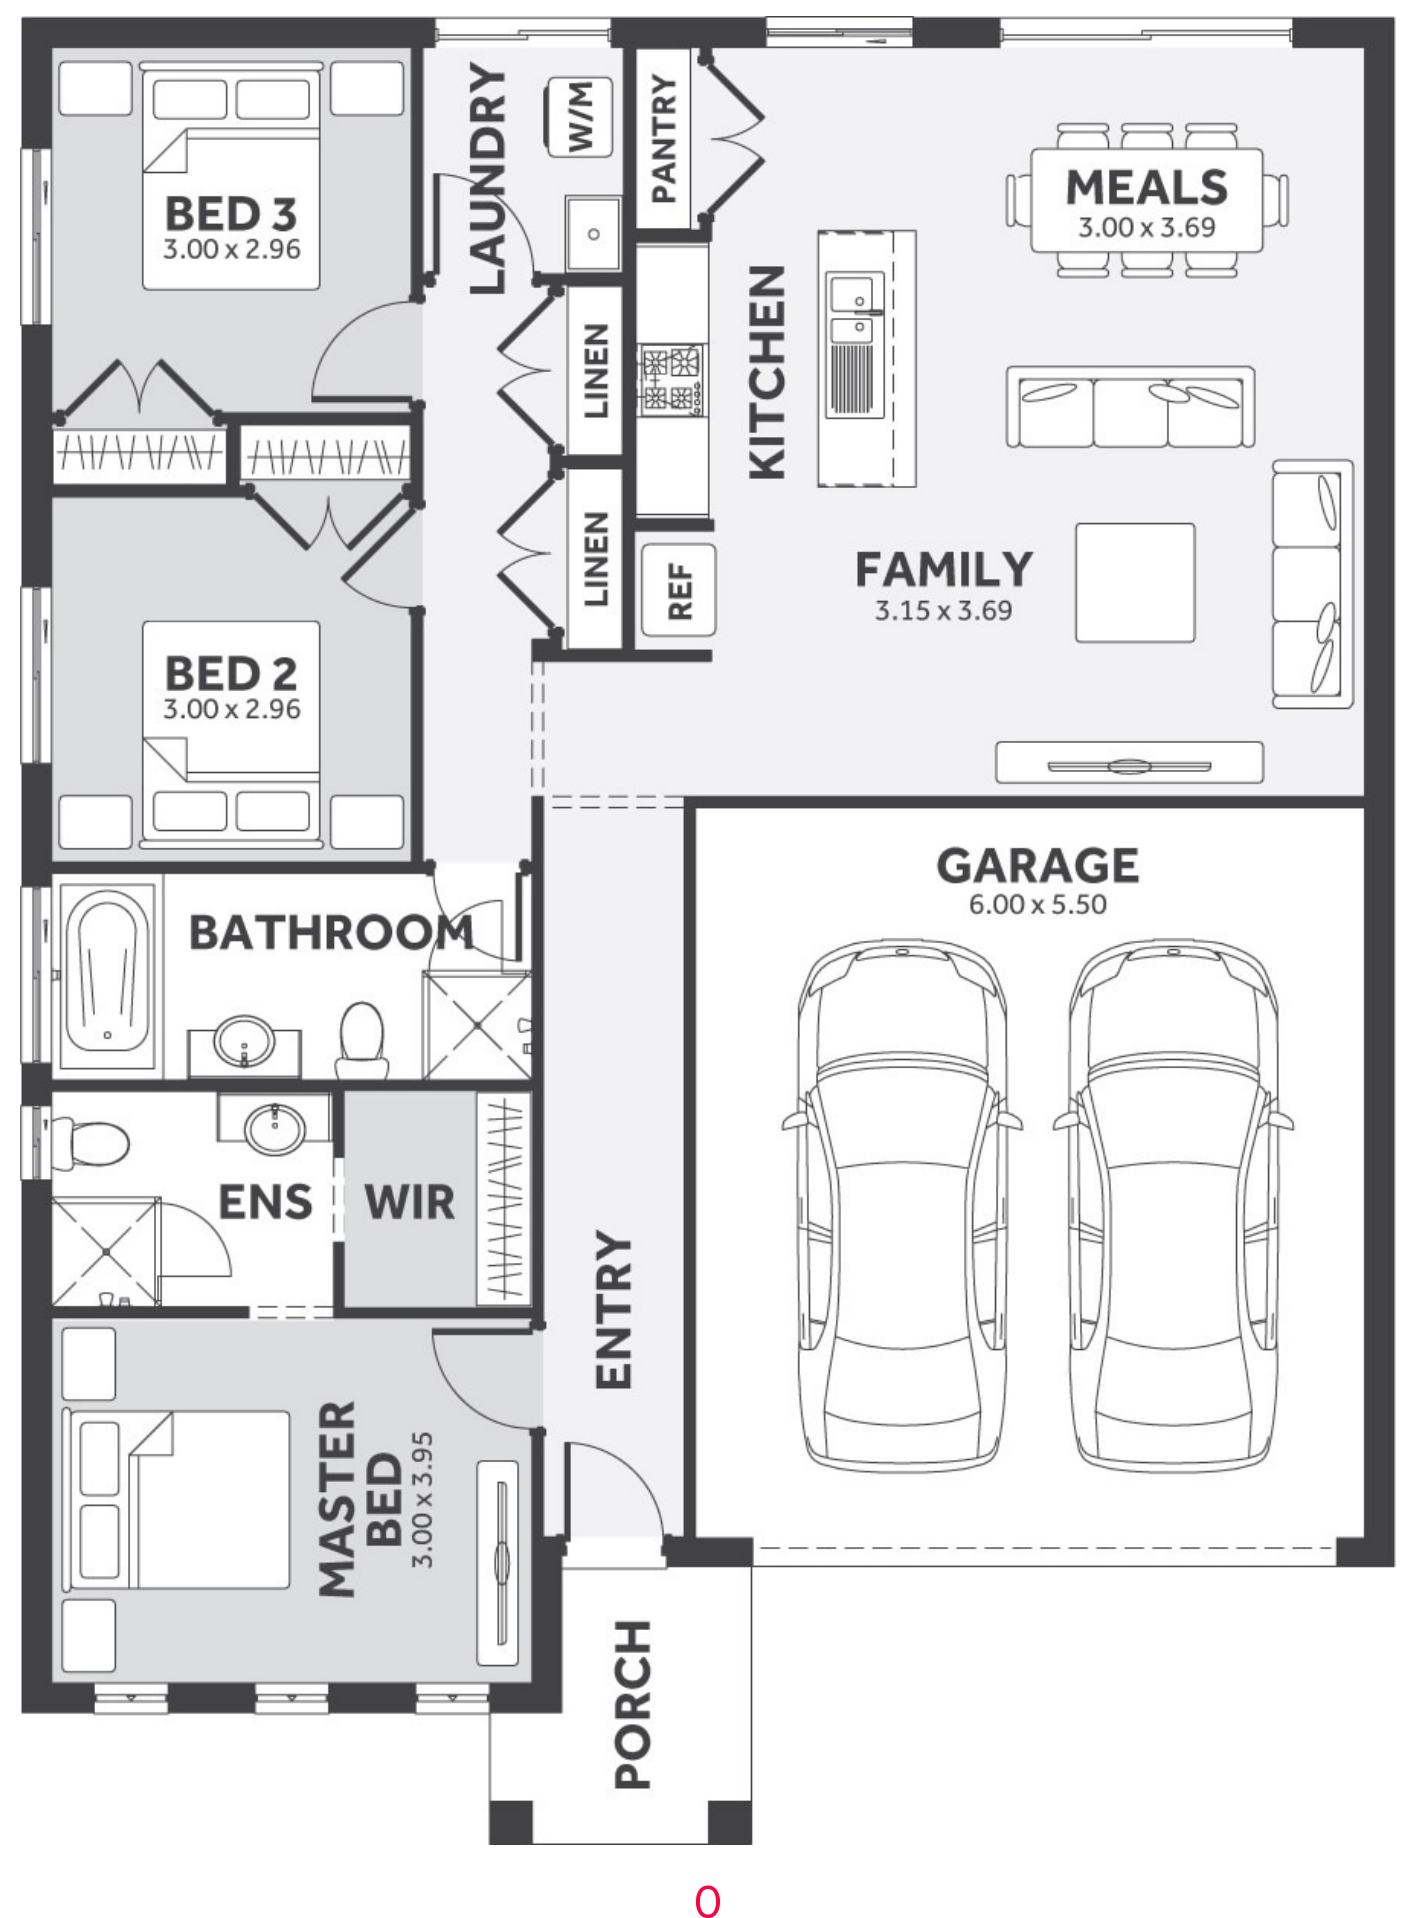 LAUNDRY
W/M
PANTRY
MEALS
3.00 x 3.69
BED 3
3.00 x 2.96
KITCHEN
LINEN
LINEN
REF
FAMILY
3.15 x 3.69
BED 2
3.00 x 2.96
GARAGE
6.00 x 5.50
BATHROOM
ENS
WIR
ENTRY
MASTER
BED
3.00 x 3.95
PORCH
0